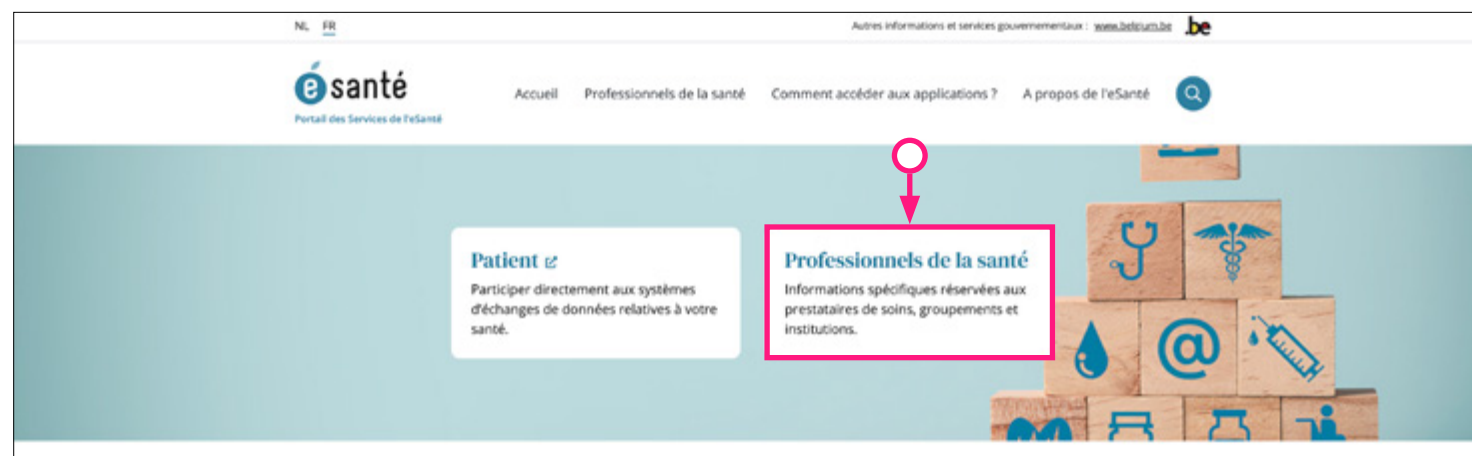 NL FR
Autres informations et services gouvernementaux : www.belgium.be .be
é santé
Portail des Services de l'eSanté
Accueil Professionnels de la santé Comment accéder aux applications ? A propos de l'eSanté
Patient
Participer directement aux systèmes
d'échanges de données relatives à votre
santé.
Professionnels de la santé
Informations spécifiques réservées aux
prestataires de soins, groupements et
institutions.
@